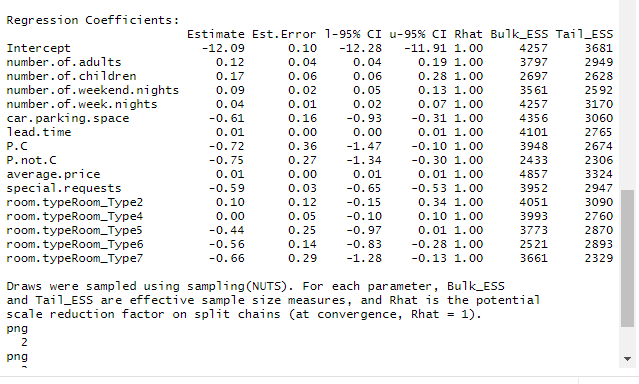 Regression Coefficients:
                         Estimate Est.Error l-95% CI u-95% CI Rhat Bulk_ESS Tail_ESS
Intercept                  -12.09      0.10   -12.28   -11.91 1.00     4257     3681
number.of.adults             0.12      0.04     0.04     0.19 1.00     3797     2949
number.of.children           0.17      0.06     0.06     0.28 1.00     2697     2628
number.of.weekend.nights     0.09      0.02     0.05     0.13 1.00     3561     2592
number.of.week.nights        0.04      0.01     0.02     0.07 1.00     4257     3170
car.parking.space           -0.61      0.16    -0.93    -0.31 1.00     4356     3060
lead.time                    0.01      0.00     0.00     0.01 1.00     4101     2765
P.C                         -0.72      0.36    -1.47    -0.10 1.00     3948     2674
P.not.C                     -0.75      0.27    -1.34    -0.30 1.00     2433     2306
average.price                0.01      0.00     0.01     0.01 1.00     4857     3324
special.requests            -0.59      0.03    -0.65    -0.53 1.00     3952     2947
room.typeRoom_Type2          0.10      0.12    -0.15     0.34 1.00     4051     3090
room.typeRoom_Type4          0.00      0.05    -0.10     0.10 1.00     3993     2760
room.typeRoom_Type5         -0.44      0.25    -0.97     0.01 1.00     3773     2870
room.typeRoom_Type6         -0.56      0.14    -0.83    -0.28 1.00     2521     2893
room.typeRoom_Type7         -0.66      0.29    -1.28    -0.13 1.00     3661     2329
Draws were sampled using sampling(NUTS). For each parameter, Bulk_ESS
and Tail_ESS are effective sample size measures, and Rhat is the potential
scale reduction factor on split chains (at convergence, Rhat = 1).
png
  2
png